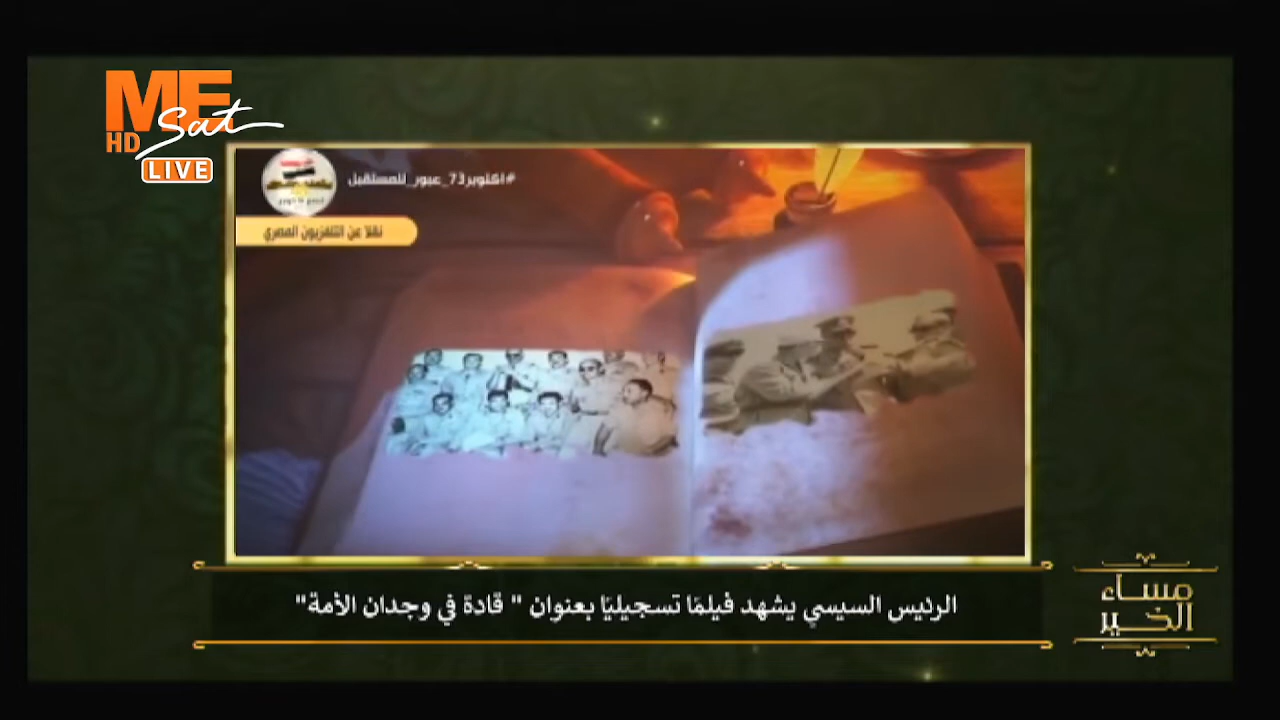 ME
Sat
HD
LIVE
#اكتوبر73_عبور_للمستقبل
نقلا عن التلفزيون المصري
الرئيس السيسي يشهد فيلمًا تسجيليًا بعنوان " قادة في وجدان الأمة"
مساء
الخير